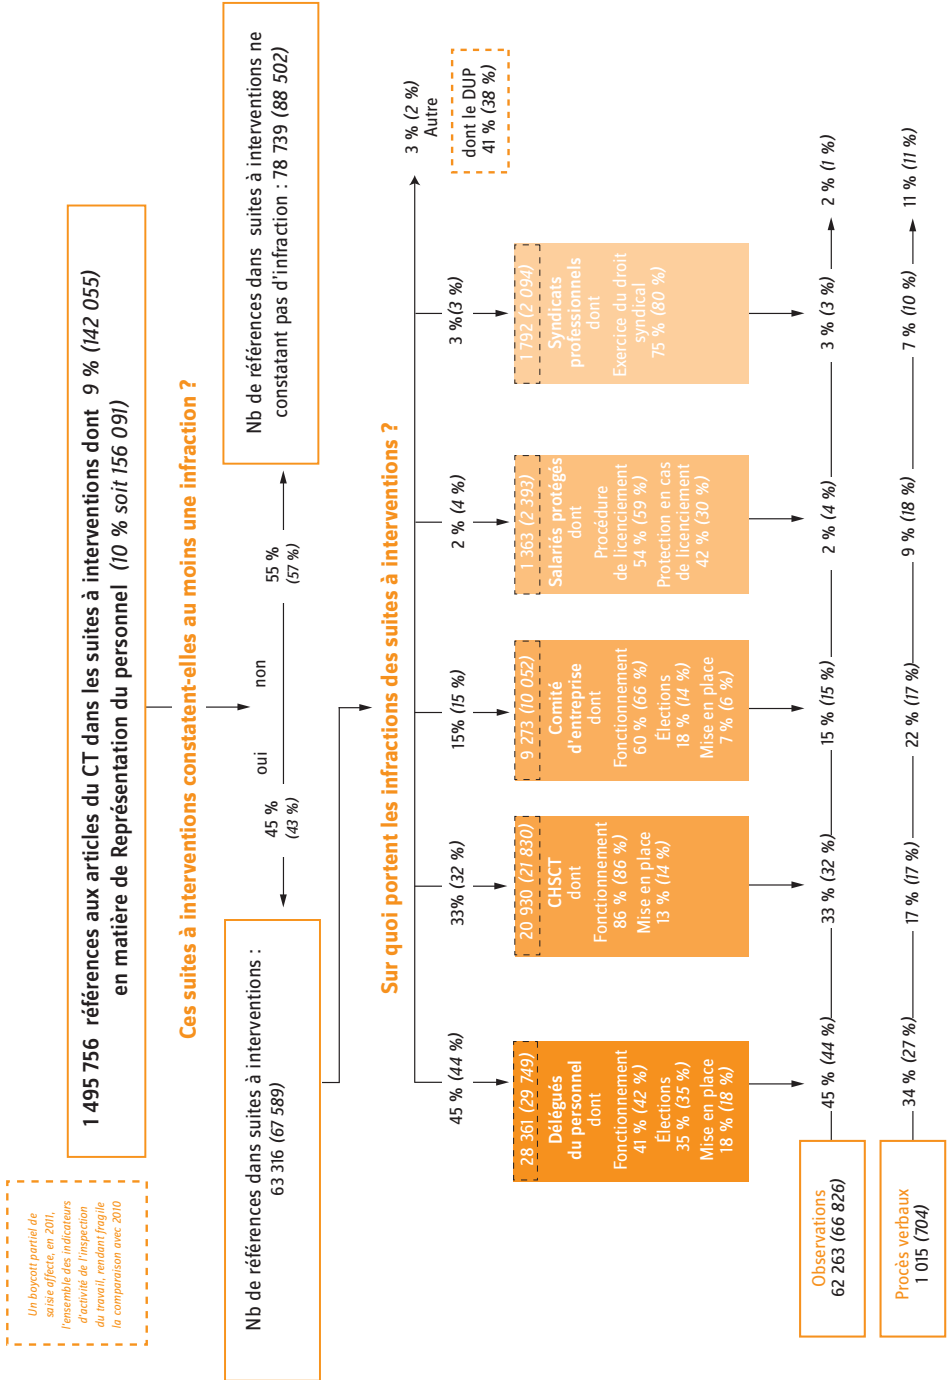 Un boycott partiel de
saisie affecte, en 2011,
l'ensemble des indicateurs
d'activité de l'inspection
du travail, rendant fragile
la comparaison avec 2010
1 495 756 références aux articles du CT dans les suites à interventions dont 9 % (142 055)
en matière de Représentation du personnel (10 % soit 156 091)
Ces suites à interventions constatent-elles au moins une infraction ?
oui
non
45 %
(43 %)
55 %
(57 %)
Nb de références dans suites à interventions :
63 316 (67 589)
Nb de références dans suites à interventions ne
constatant pas d'infraction : 78 739 (88 502)
Sur quoi portent les infractions des suites à interventions ?
45 % (44 %)
33% (32 %)
15% (15 %)
2 % (4 %)
3 %(3 %)
3 % (2 %)
Autre
dont le DUP
41 % (38 %)
28 361 (29 749)
Délégués
du personnel
dont
Fonctionnement
41 % (42 %)
Élections
35 % (35 %)
Mise en place
18 % (18 %)
20 930 (21 830)
CHSCT
dont
Fonctionnement
86 % (86 %)
Mise en place
13 % (14 %)
9 273 (10 052)
Comité
d'entreprise
dont
Fonctionnement
60 % (66 %)
Élections
18 % (14 %)
Mise en place
7 % (6 %)
1 363 (2 393)
Salariés protégés
dont
Procédure
de licenciement
54 % (59 %)
Protection en cas
de licenciement
42 % (30 %)
1 792 (2 094)
Syndicats
professionnels
dont
Exercice du droit
syndical
75 % (80 %)
Observations
62 263 (66 826)
45 % (44 %)
33 % (32 %)
15 % (15 %)
2 % (4 %)
3 % (3 %)
2 % (1 %)
Procès verbaux
1 015 (704)
34 % (27 %)
17 % (17 %)
22 % (17 %)
9 % (18 %)
7 % (10 %)
11 % (11 %)